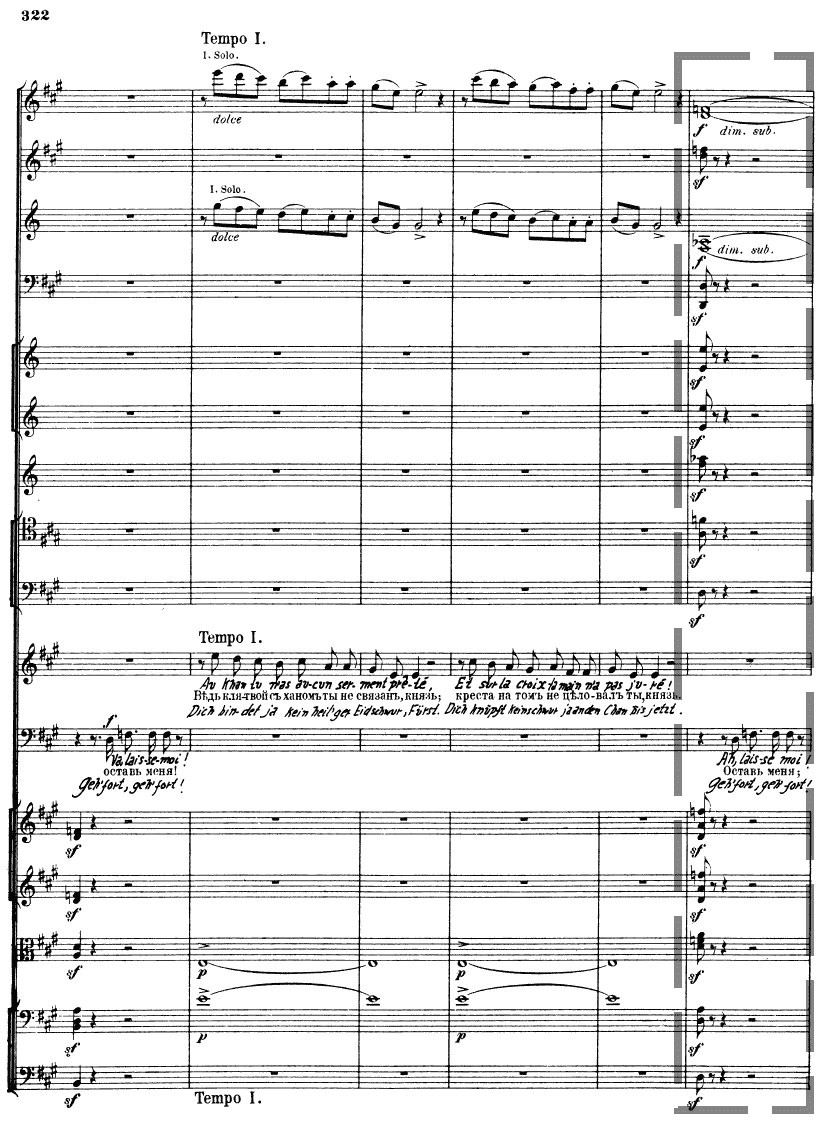 322
Tempo I.
I. Solo.
dolce
f dim. sub.
sf
I. Solo.
dolce
f dim. sub.
sf
sf
sf
sf
sf
sf
Tempo I.
Au Khan tu n'as au-cun ser-ment prê-té, Et sur la croix ta main n'a pas ju-ré!
Вѣдь кля-твой съ ханомъ ты не связанъ, князь; креста на томъ не цѣло-валъ ты, князь.
Dich bin-det ja kein heil'ger Eidschwur, Fürst. Dich knüpft kein schwur ja an den Chan bis jetzt.
f
Va, lais-se-moi! Ah, lais-se moi!
оставь меня! Оставь меня;
Geh' fort, geh' fort! Geh' fort, geh' fort!
sf sf
sf sf
sf p p sf
sf p p sf
sf sf
Tempo I.